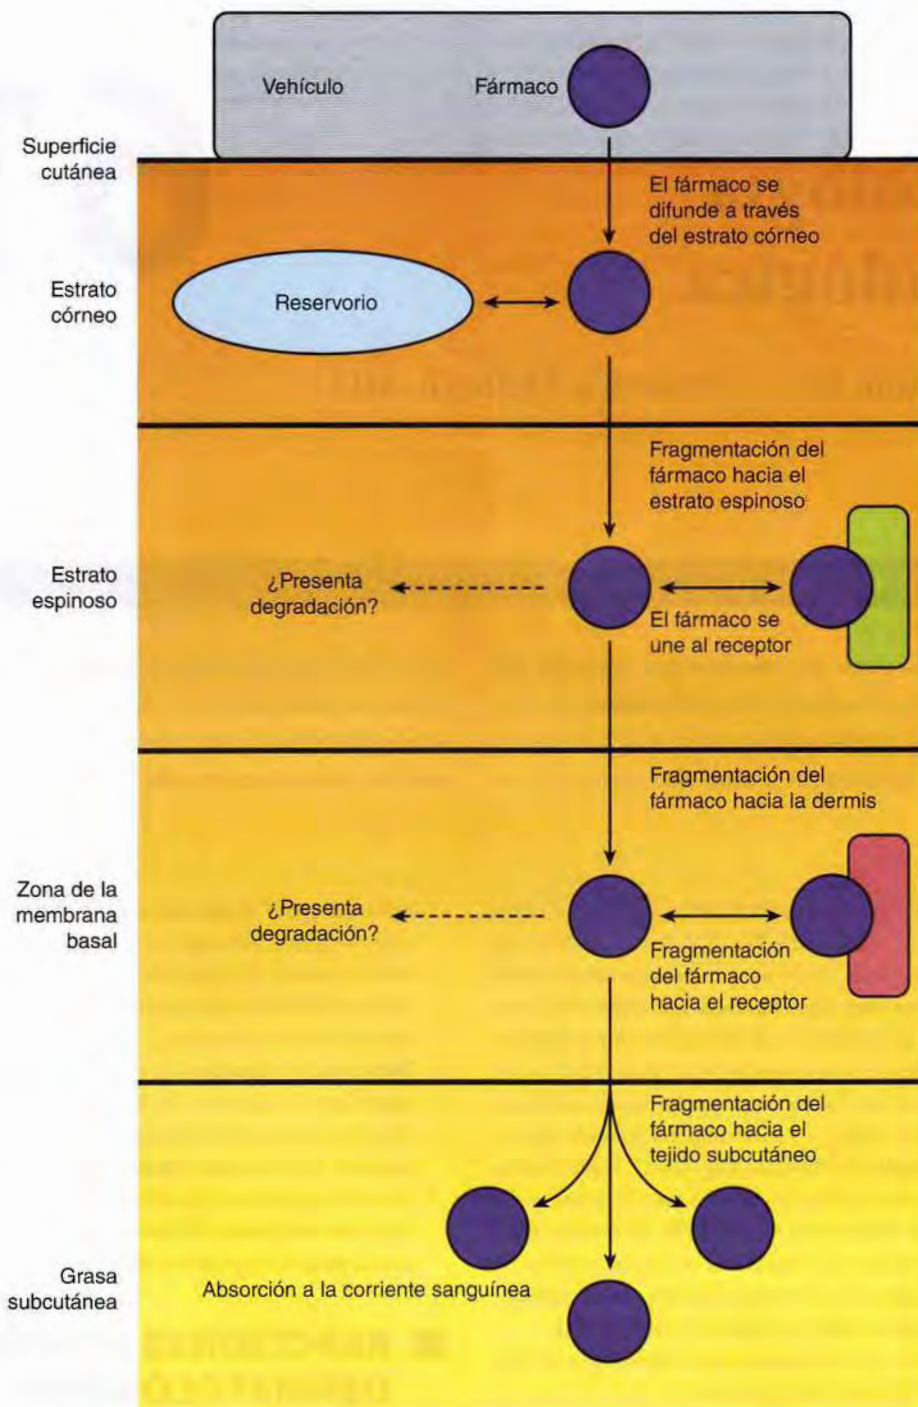 Vehículo
Fármaco
Superficie
cutánea
El fármaco se
difunde a través
del estrato córneo
Estrato
córneo
Reservorio
Fragmentación del
fármaco hacia el
estrato espinoso
Estrato
espinoso
¿Presenta
degradación?
El fármaco se
une al receptor
Fragmentación del
fármaco hacia la dermis
Zona de la
membrana
basal
¿Presenta
degradación?
Fragmentación
del fármaco
hacia el receptor
Fragmentación del
fármaco hacia el
tejido subcutáneo
Grasa
subcutánea
Absorción a la corriente sanguínea